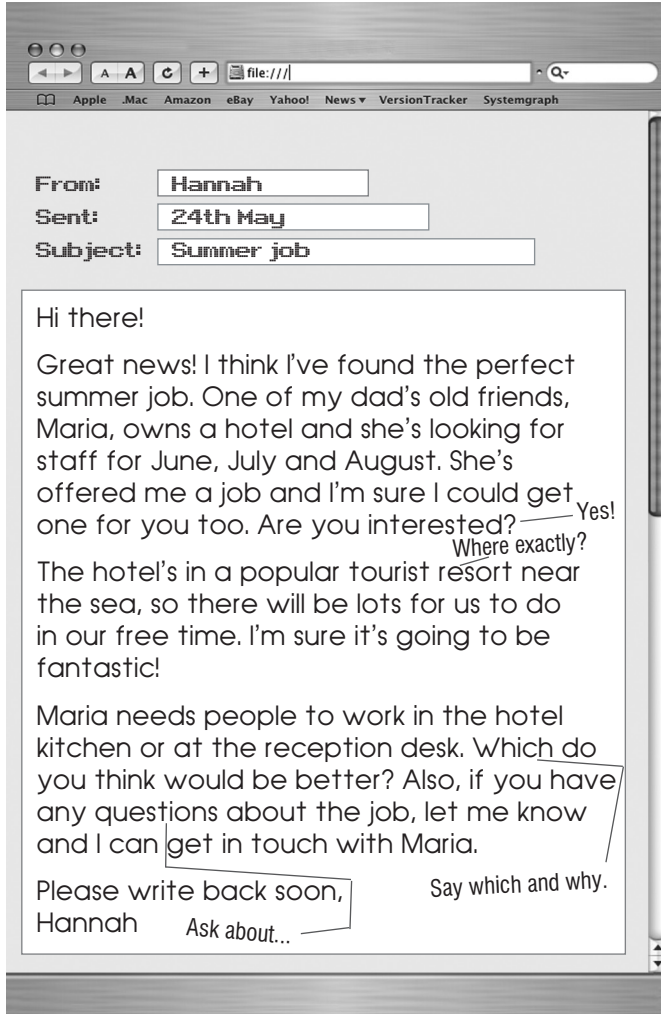 A A + file:/// Q
Apple .Mac Amazon eBay Yahoo! News VersionTracker Systemgraph
From: Hannah
Sent: 24th May
Subject: Summer job
Hi there!
Great news! I think I've found the perfect
summer job. One of my dad's old friends,
Maria, owns a hotel and she's looking for
staff for June, July and August. She's
offered me a job and I'm sure I could get
one for you too. Are you interested?
Yes!
Where exactly?
The hotel's in a popular tourist resort near
the sea, so there will be lots for us to do
in our free time. I'm sure it's going to be
fantastic!
Maria needs people to work in the hotel
kitchen or at the reception desk. Which do
you think would be better? Also, if you have
any questions about the job, let me know
and I can get in touch with Maria.
Say which and why.
Please write back soon,
Hannah
Ask about...